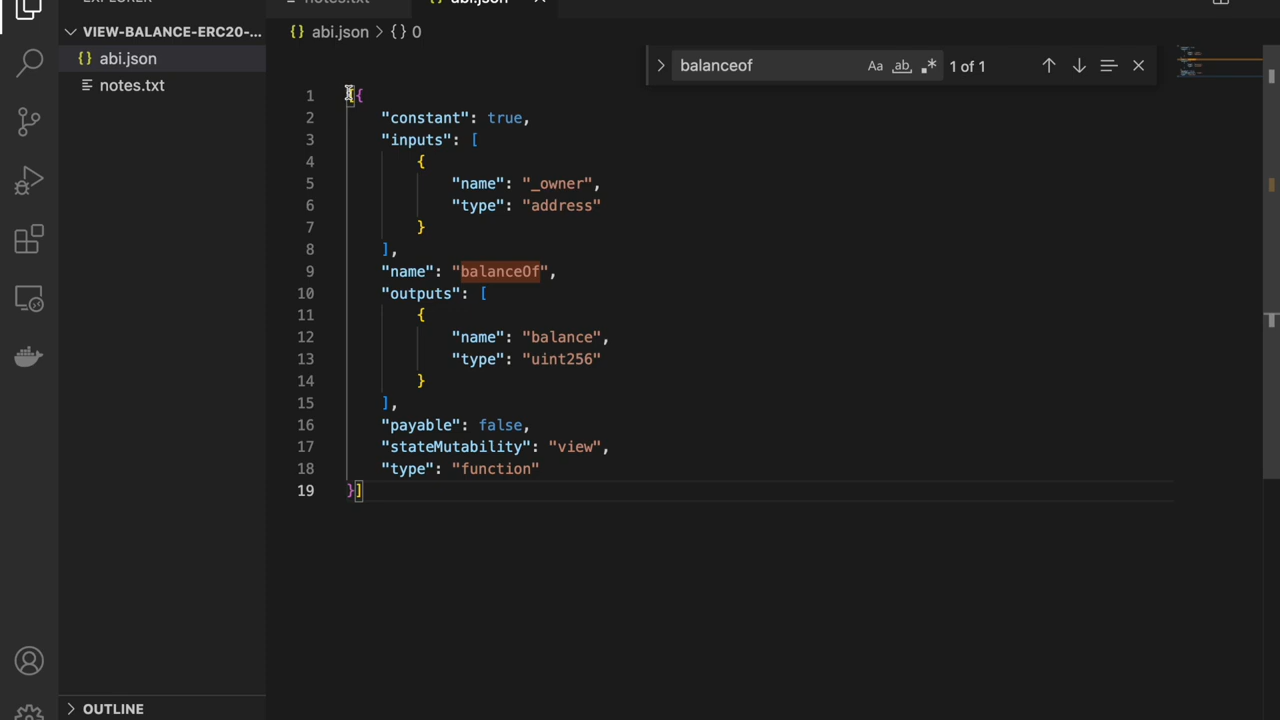 EXPLORER
notes.txt
abi.json
VIEW-BALANCE-ERC20-...
{} abi.json
notes.txt
{} abi.json > {} 0
balanceof
Aa ab .*
1 of 1
1 [{
2 "constant": true,
3 "inputs": [
4 {
5 "name": "_owner",
6 "type": "address"
7 }
8 ],
9 "name": "balanceOf",
10 "outputs": [
11 {
12 "name": "balance",
13 "type": "uint256"
14 }
15 ],
16 "payable": false,
17 "stateMutability": "view",
18 "type": "function"
19 }]
OUTLINE